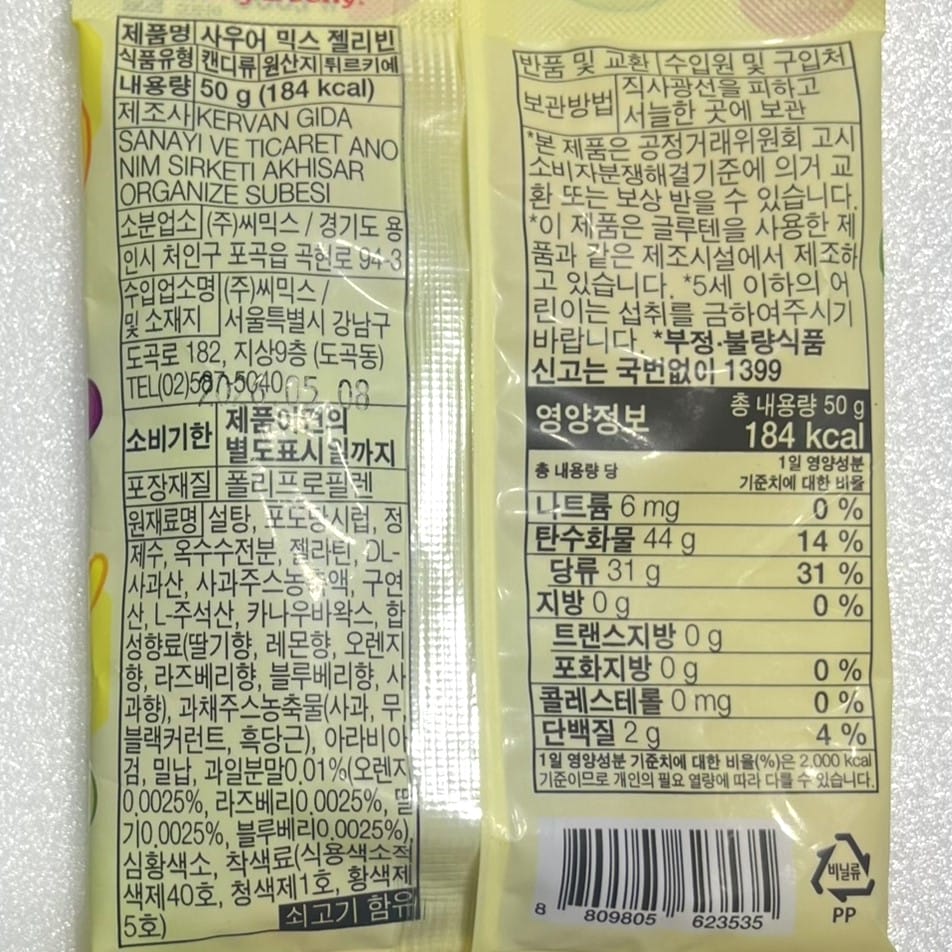 제품명 사우어 믹스 젤리빈
식품유형 캔디류 원산지 튀르키예
내용량 50 g (184 kcal)
제조사 KERVAN GIDA
SANAYI VE TICARET ANO
NIM SIRKETI AKHISAR
ORGANIZE SUBESI
소분업소 (주)씨믹스 / 경기도 용
인시 처인구 포곡읍 곡현로 94-3
수입업소명 (주)씨믹스 /
및 소재지 서울특별시 강남구
도곡로 182, 지상9층 (도곡동)
TEL(02)587-5040
05 08
소비기한 제품이면의
별도표시일까지
포장재질 폴리프로필렌
원재료명 설탕, 포도당시럽, 정
제수, 옥수수전분, 젤라틴, DL-
사과산, 사과주스농축액, 구연
산, L-주석산, 카나우바왁스, 합
성향료(딸기향, 레몬향, 오렌지
향, 라즈베리향, 블루베리향, 사
과향), 과채주스농축물(사과, 무,
블랙커런트, 흑당근), 아라비아
검, 밀납, 과일분말0.01%(오렌지
0.0025%, 라즈베리0.0025%, 딸
기0.0025%, 블루베리0.0025%),
심황색소, 착색료(식용색소적
색제40호, 청색제1호, 황색제
5호)
쇠고기 함유
반품 및 교환 수입원 및 구입처
보관방법 직사광선을 피하고
서늘한 곳에 보관
*본 제품은 공정거래위원회 고시
소비자분쟁해결기준에 의거 교
환 또는 보상 받을 수 있습니다.
*이 제품은 글루텐을 사용한 제
품과 같은 제조시설에서 제조하
고 있습니다. *5세 이하의 어
린이는 섭취를 금하여주시기
바랍니다. *부정·불량식품
신고는 국번없이 1399
영양정보 총 내용량 50 g
184 kcal
총 내용량 당 1일 영양성분
기준치에 대한 비율
나트륨 6 mg 0 %
탄수화물 44 g 14 %
당류 31 g 31 %
지방 0 g 0 %
트랜스지방 0 g
포화지방 0 g 0 %
콜레스테롤 0 mg 0 %
단백질 2 g 4 %
1일 영양성분 기준치에 대한 비율(%)은 2,000 kcal
기준이므로 개인의 필요 열량에 따라 다를 수 있습니다.
비닐류
PP
8 809805 623535